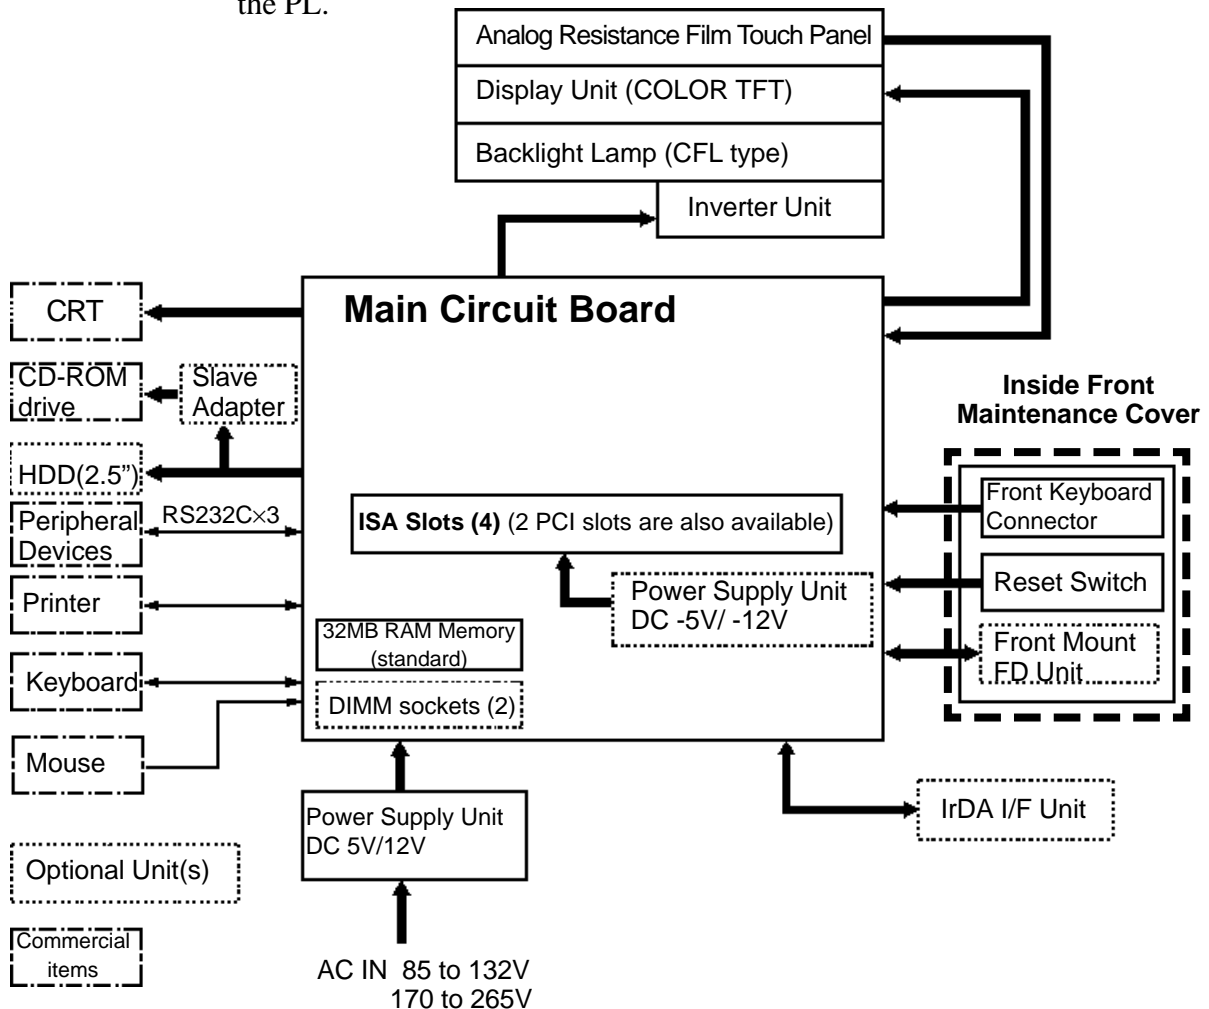 the PL.
Analog Resistance Film Touch Panel
Display Unit (COLOR TFT)
Backlight Lamp (CFL type)
Inverter Unit
Main Circuit Board
CRT
CD-ROM
drive
Slave
Adapter
HDD(2.5”)
Peripheral
Devices
RS232C×3
Printer
Keyboard
Mouse
ISA Slots (4) (2 PCI slots are also available)
Power Supply Unit
DC -5V/ -12V
32MB RAM Memory
(standard)
DIMM sockets (2)
Inside Front
Maintenance Cover
Front Keyboard
Connector
Reset Switch
Front Mount
FD Unit
IrDA I/F Unit
Power Supply Unit
DC 5V/12V
AC IN 85 to 132V
170 to 265V
Optional Unit(s)
Commercial
items